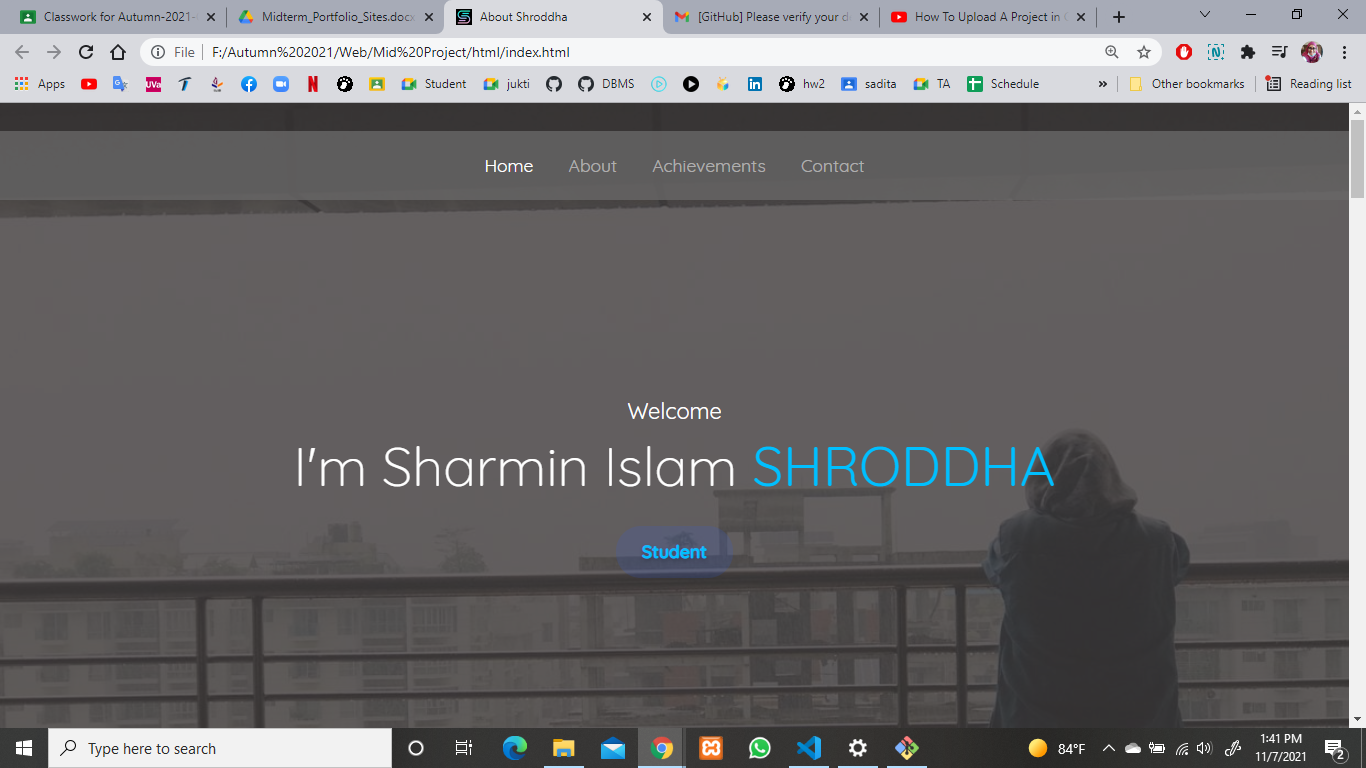 Classwork for Autumn-2021-
Midterm_Portfolio_Sites.docx
About Shroddha
[GitHub] Please verify your d
How To Upload A Project in
File
F:/Autumn%202021/Web/Mid%20Project/html/index.html
Apps
UVa
Student
jukti
DBMS
hw2
sadita
TA
Schedule
»
Other bookmarks
Reading list
Home
About
Achievements
Contact
Welcome
I'm Sharmin Islam SHRODDHA
Student
Type here to search
84°F
1:41 PM
11/7/2021
2